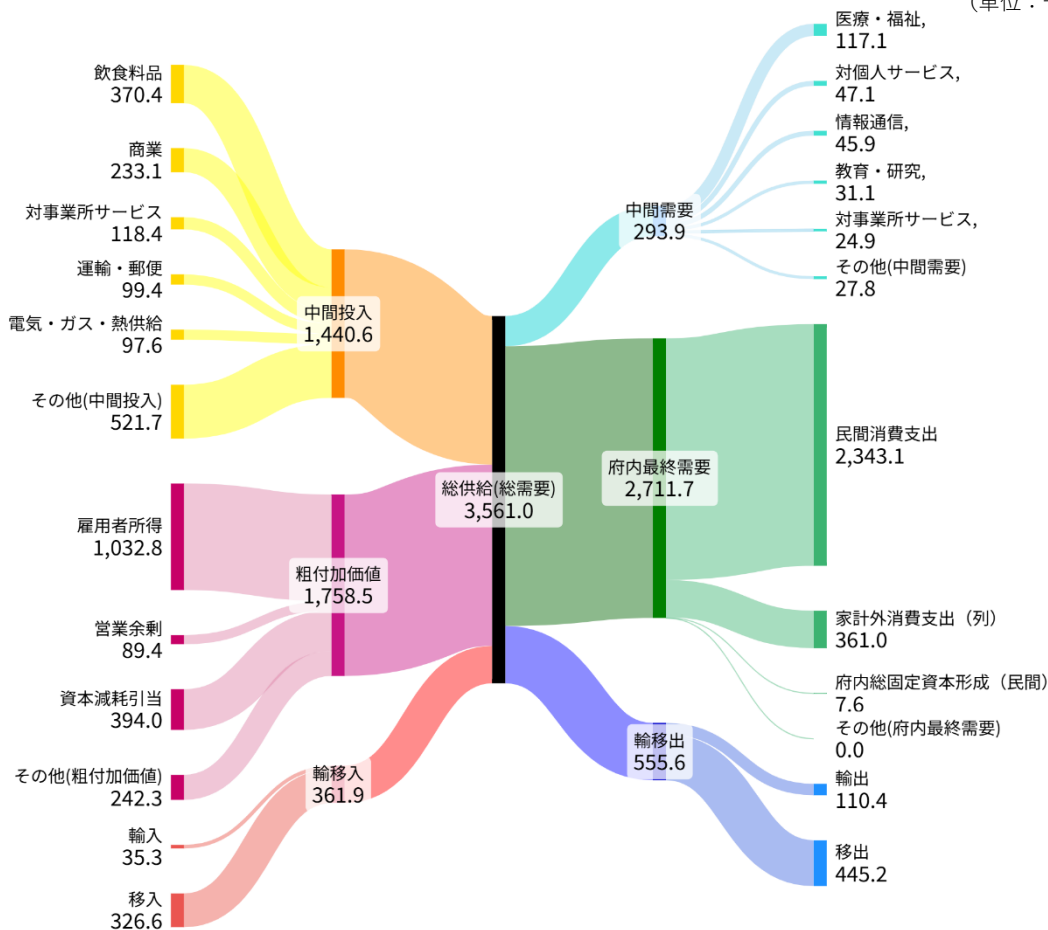 (単位:
飲食料品
370.4
商業
233.1
対事業所サービス
118.4
運輸・郵便
99.4
電気・ガス・熱供給
97.6
その他(中間投入)
521.7
雇用者所得
1,032.8
営業余剰
89.4
資本減耗引当
394.0
その他(粗付加価値)
242.3
輸入
35.3
移入
326.6
中間投入
1,440.6
粗付加価値
1,758.5
輸移入
361.9
総供給(総需要)
3,561.0
中間需要
293.9
府内最終需要
2,711.7
輸移出
555.6
医療・福祉,
117.1
対個人サービス,
47.1
情報通信,
45.9
教育・研究,
31.1
対事業所サービス,
24.9
その他(中間需要)
27.8
民間消費支出
2,343.1
家計外消費支出（列）
361.0
府内総固定資本形成（民間）
7.6
その他(府内最終需要)
0.0
輸出
110.4
移出
445.2